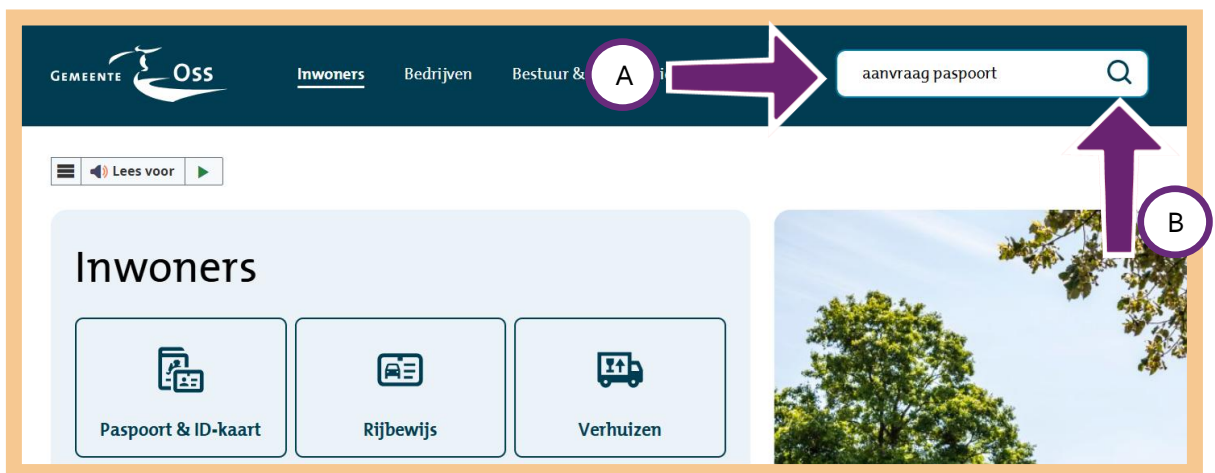 GEMEENTE Oss
Inwoners Bedrijven Bestuur & A aanvraag paspoort
Lees voor
B
Inwoners
Paspoort & ID-kaart Rijbewijs Verhuizen